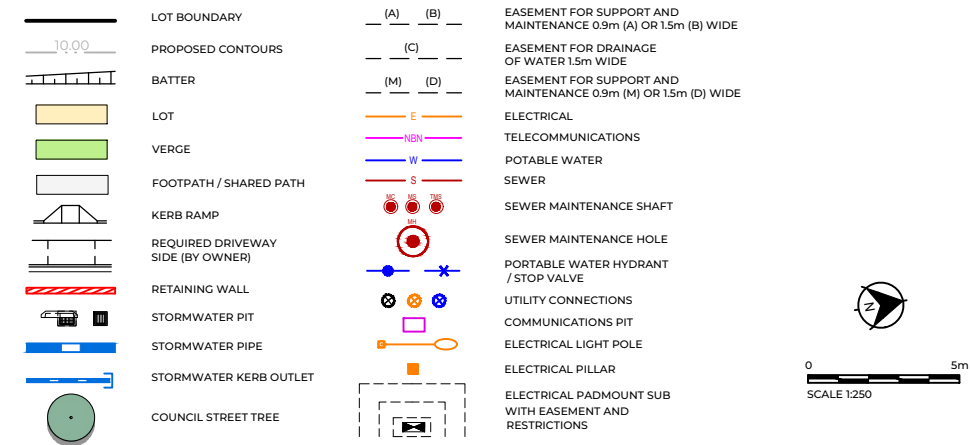 LOT BOUNDARY
10.00
PROPOSED CONTOURS
BATTER
LOT
VERGE
FOOTPATH / SHARED PATH
KERB RAMP
REQUIRED DRIVEWAY
SIDE (BY OWNER)
RETAINING WALL
STORMWATER PIT
STORMWATER PIPE
STORMWATER KERB OUTLET
COUNCIL STREET TREE
(A) (B)
EASEMENT FOR SUPPORT AND
MAINTENANCE 0.9m (A) OR 1.5m (B) WIDE
(C)
EASEMENT FOR DRAINAGE
OF WATER 1.5m WIDE
(M) (D)
EASEMENT FOR SUPPORT AND
MAINTENANCE 0.9m (M) OR 1.5m (D) WIDE
E
ELECTRICAL
NBN
TELECOMMUNICATIONS
W
POTABLE WATER
S
SEWER
MC MS TMS
SEWER MAINTENANCE SHAFT
MH
SEWER MAINTENANCE HOLE
PORTABLE WATER HYDRANT
/ STOP VALVE
UTILITY CONNECTIONS
COMMUNICATIONS PIT
ELECTRICAL LIGHT POLE
ELECTRICAL PILLAR
ELECTRICAL PADMOUNT SUB
WITH EASEMENT AND
RESTRICTIONS
N
0 5m
SCALE 1:250